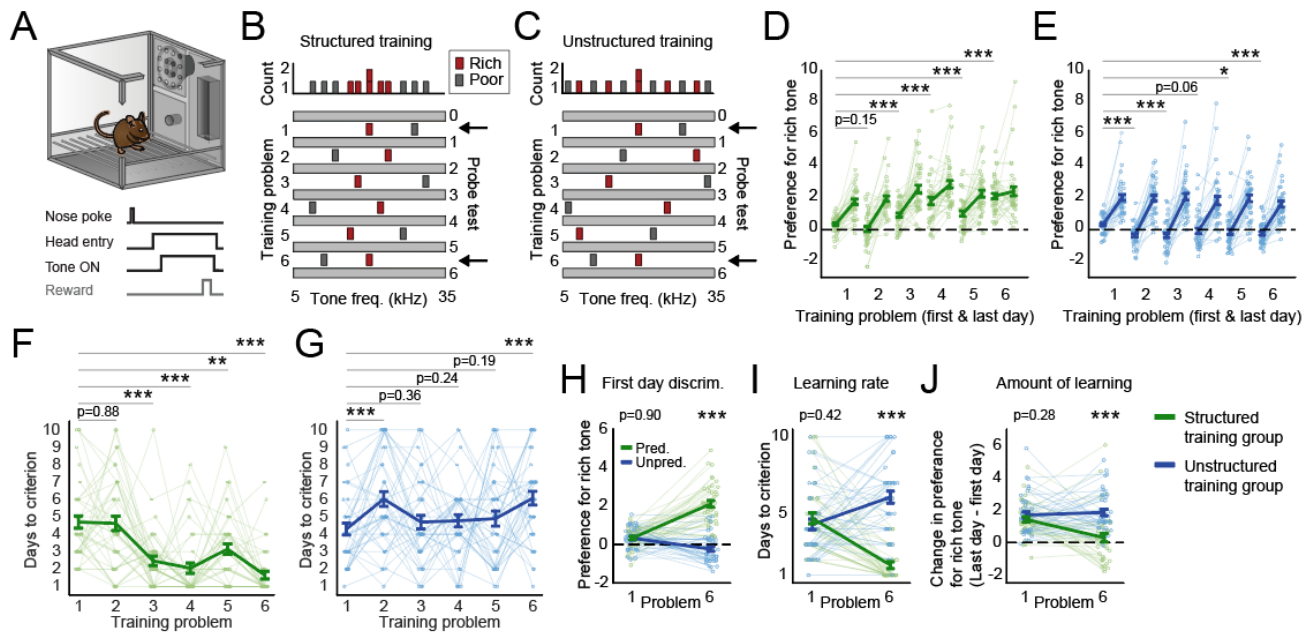 A
Nose poke
Head entry
Tone ON
Reward
B
Structured training
Rich
Poor
Count
2
1
Training problem
1
2
3
4
5
6
0
1
2
3
4
5
6
Probe test
5 Tone freq. (kHz) 35
C
Unstructured training
Count
2
1
Training problem
1
2
3
4
5
6
0
1
2
3
4
5
6
Probe test
5 Tone freq. (kHz) 35
D
***
***
***
***
p=0.15
Preference for rich tone
10
8
6
4
2
0
-2
1 2 3 4 5 6
Training problem (first & last day)
E
***
*
p=0.06
***
***
Preference for rich tone
10
8
6
4
2
0
-2
1 2 3 4 5 6
Training problem (first & last day)
F
***
**
***
***
p=0.88
Days to criterion
10
9
8
7
6
5
4
3
2
1
1 2 3 4 5 6
Training problem
G
***
p=0.19
p=0.24
p=0.36
***
Days to criterion
10
9
8
7
6
5
4
3
2
1
1 2 3 4 5 6
Training problem
H
First day discrim.
p=0.90 ***
Preference for rich tone
6
4
2
0
-2
Pred.
Unpred.
1 Problem 6
I
Learning rate
p=0.42 ***
Days to criterion
10
5
1
1 Problem 6
J
Amount of learning
p=0.28 ***
Change in preferance
for rich tone
(Last day - first day)
6
4
2
0
-2
1 Problem 6
Structured
training group
Unstructured
training group